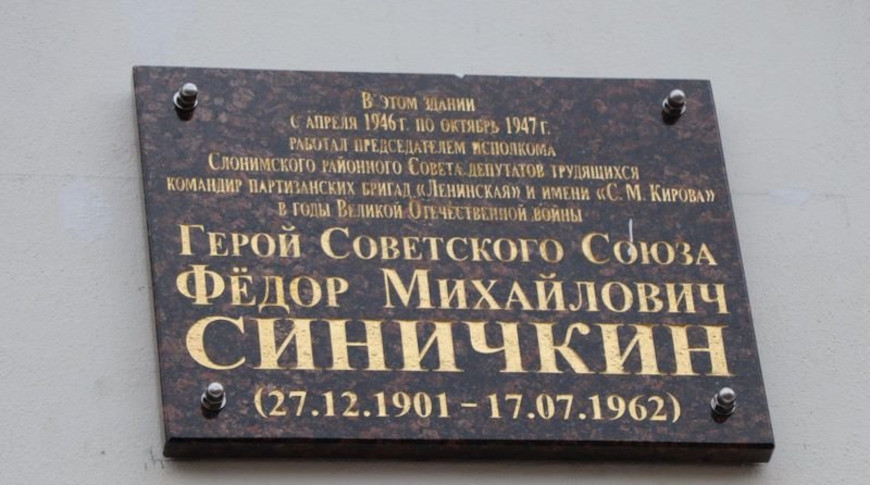 В этом здании
с апреля 1946 г. по октябрь 1947 г.
работал председателем исполкома
Слонимского районного Совета депутатов трудящихся
командир партизанских бригад „Ленинская” и имени «С. М. Кирова»
в годы Великой Отечественной войны
Герой Советского Союза
Фёдор Михайлович
СИНИЧКИН
(27.12.1901 – 17.07.1962)